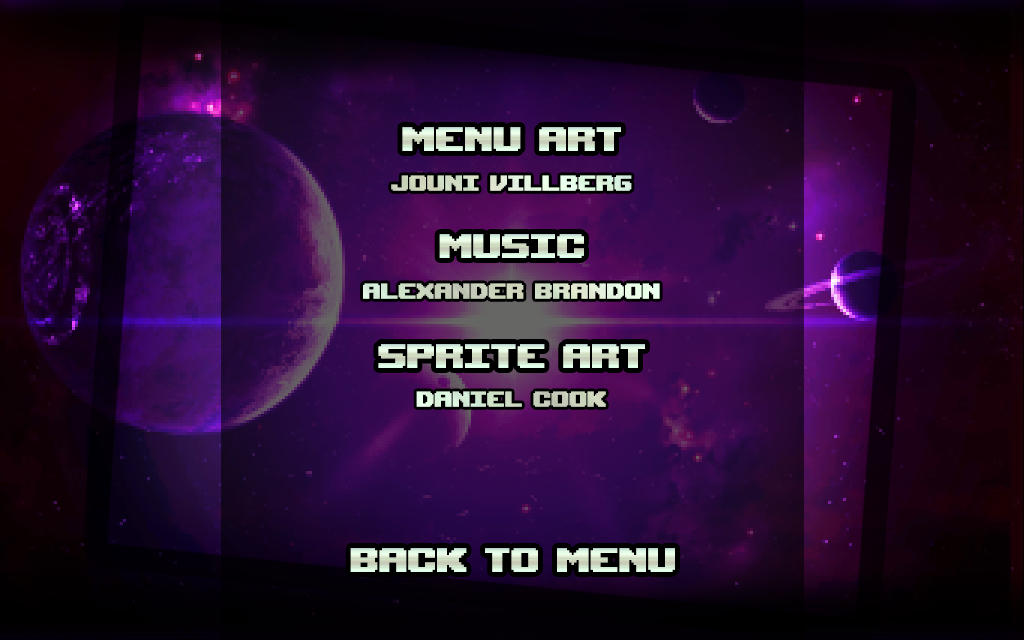 MENU ART
JOUNI VILLBERG
MUSIC
ALEXANDER BRANDON
SPRITE ART
DANIEL COOK
BACK TO MENU